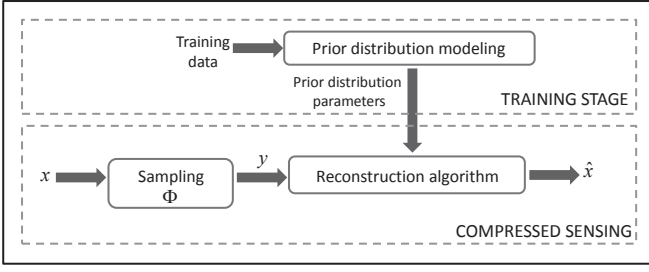 Training
data
Prior distribution modeling
Prior distribution
parameters
TRAINING STAGE
x
Sampling
Φ
y
Reconstruction algorithm
x̂
COMPRESSED SENSING